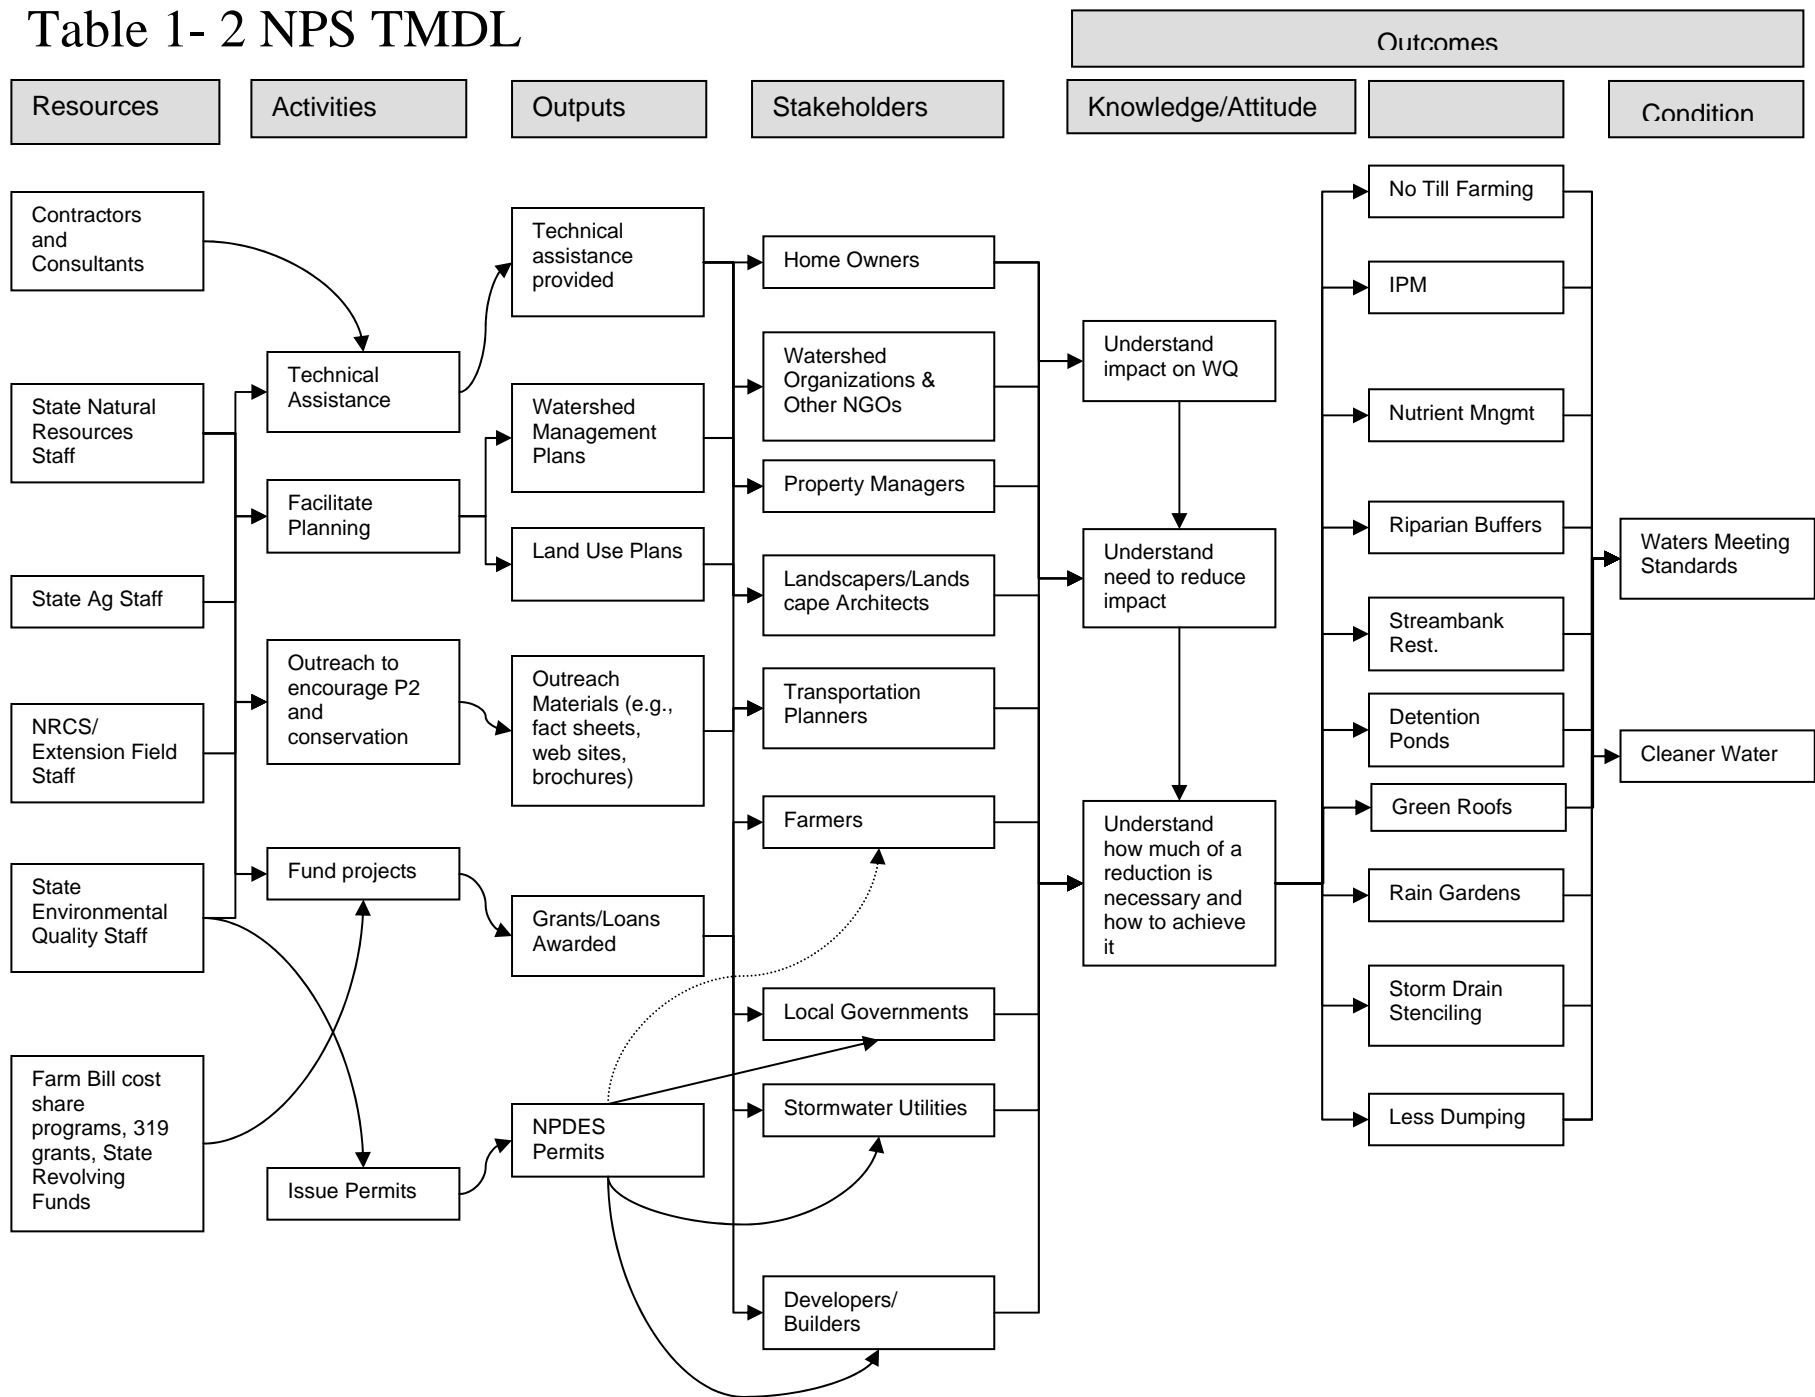 Table 1- 2 NPS TMDL
Outcomes
Resources
Activities
Outputs
Stakeholders
Knowledge/Attitude
Condition
Contractors
and
Consultants
State Natural
Resources
Staff
State Ag Staff
NRCS/
Extension Field
Staff
State
Environmental
Quality Staff
Farm Bill cost
share
programs, 319
grants, State
Revolving
Funds
Technical
Assistance
Facilitate
Planning
Outreach to
encourage P2
and
conservation
Fund projects
Issue Permits
Technical
assistance
provided
Watershed
Management
Plans
Land Use Plans
Outreach
Materials (e.g.,
fact sheets,
web sites,
brochures)
Grants/Loans
Awarded
NPDES
Permits
Home Owners
Watershed
Organizations &
Other NGOs
Property Managers
Landscapers/Lands
cape Architects
Transportation
Planners
Farmers
Local Governments
Stormwater Utilities
Developers/
Builders
Understand
impact on WQ
Understand
need to reduce
impact
Understand
how much of a
reduction is
necessary and
how to achieve
it
No Till Farming
IPM
Nutrient Mngmt
Riparian Buffers
Streambank
Rest.
Detention
Ponds
Green Roofs
Rain Gardens
Storm Drain
Stenciling
Less Dumping
Waters Meeting
Standards
Cleaner Water